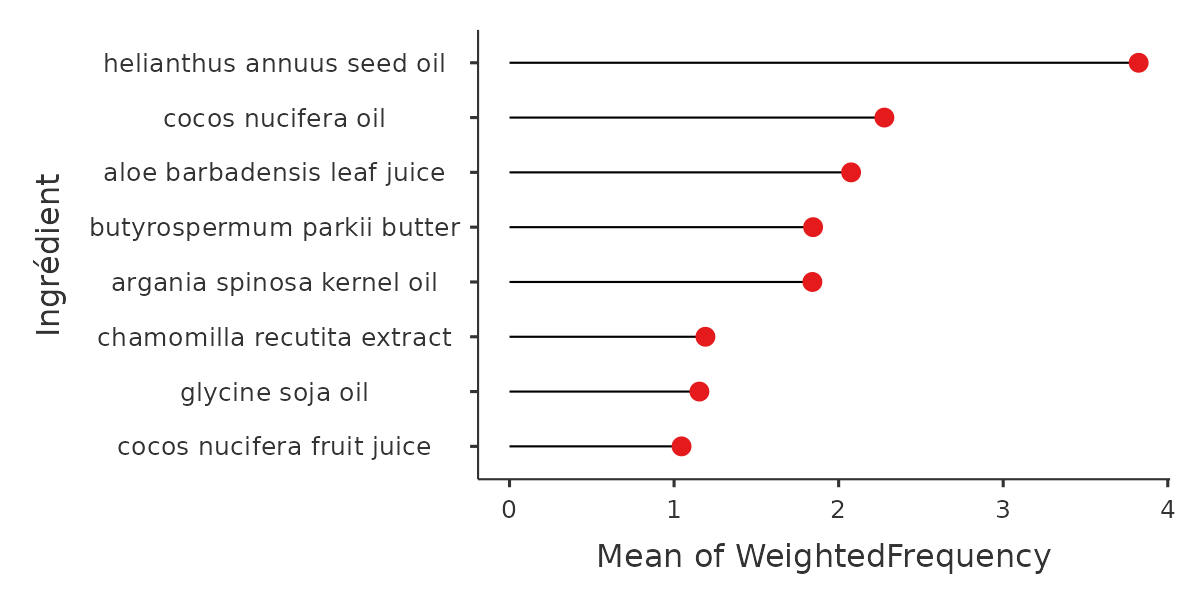 Ingrédient
helianthus annuus seed oil
cocos nucifera oil
aloe barbadensis leaf juice
butyrospermum parkii butter
argania spinosa kernel oil
chamomilla recutita extract
glycine soja oil
cocos nucifera fruit juice
0 1 2 3 4
Mean of WeightedFrequency